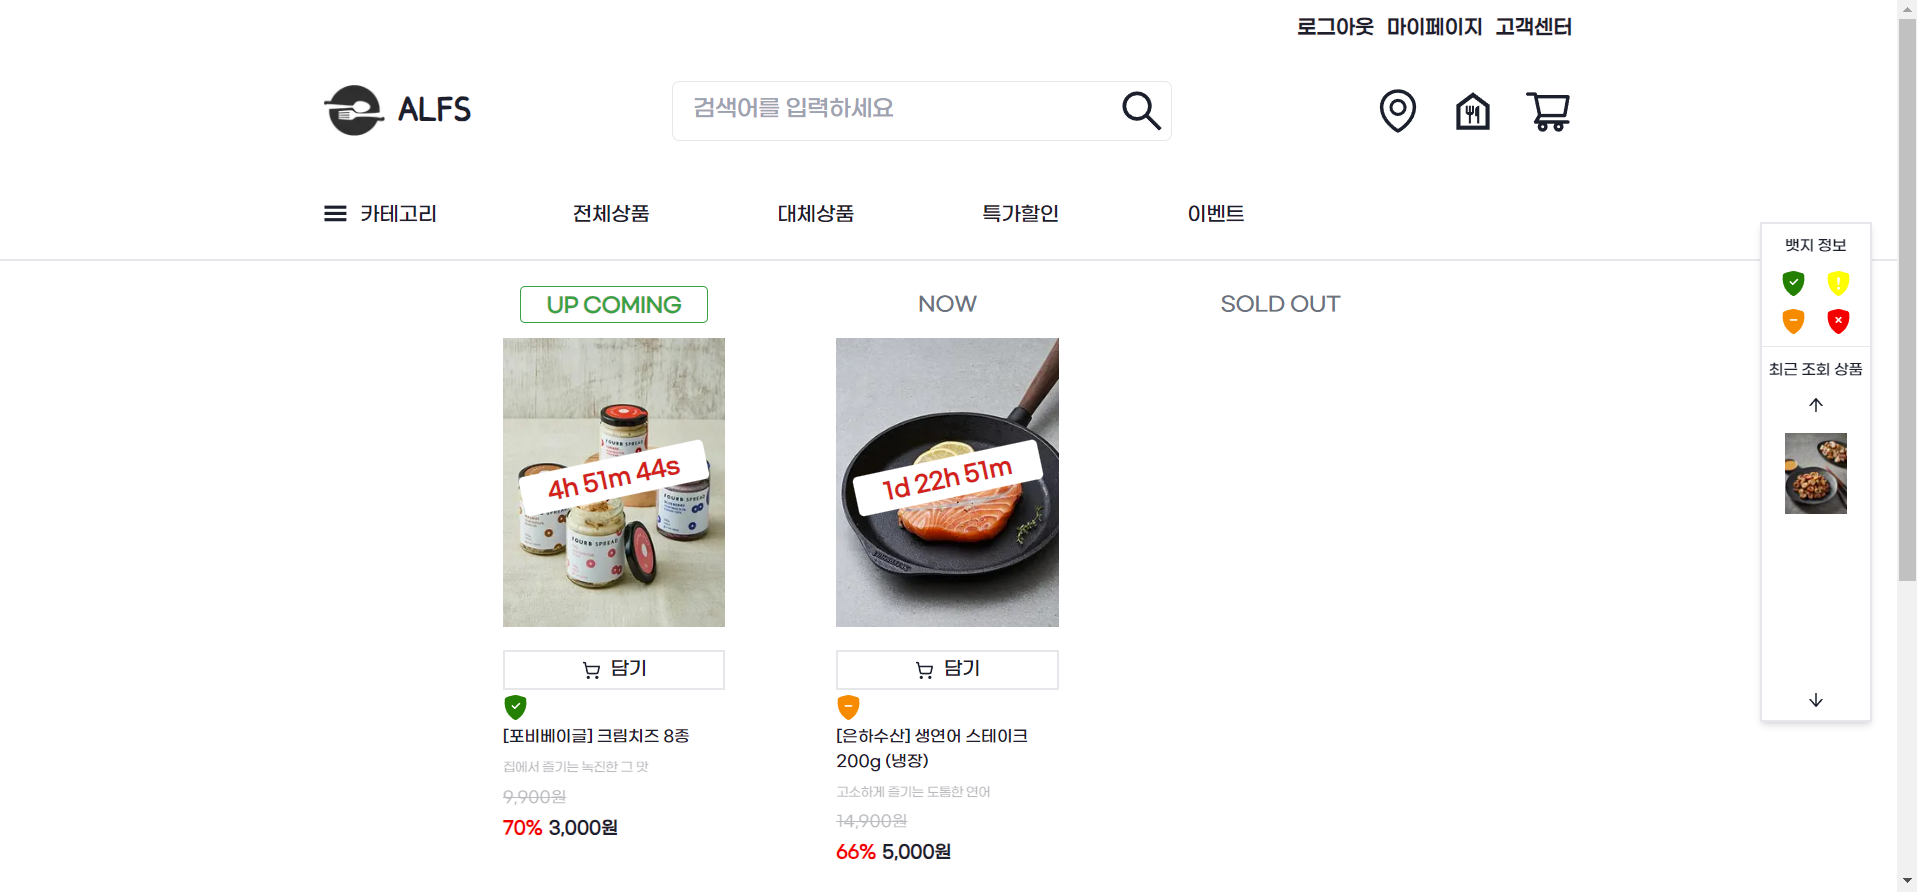 로그아웃 마이페이지 고객센터
ALFS
검색어를 입력하세요
카테고리 전체상품 대체상품 특가할인 이벤트
뱃지 정보
최근 조회 상품
UP COMING NOW SOLD OUT
FOURB SPREAD
4h 51m 44s
1d 22h 51m
FOURB SPREAD
FOURB SPREAD
담기
담기
[포비베이글] 크림치즈 8종
집에서 즐기는 녹진한 그 맛
9,900원
70% 3,000원
[은하수산] 생연어 스테이크
200g (냉장)
고소하게 즐기는 도톰한 연어
14,900원
66% 5,000원